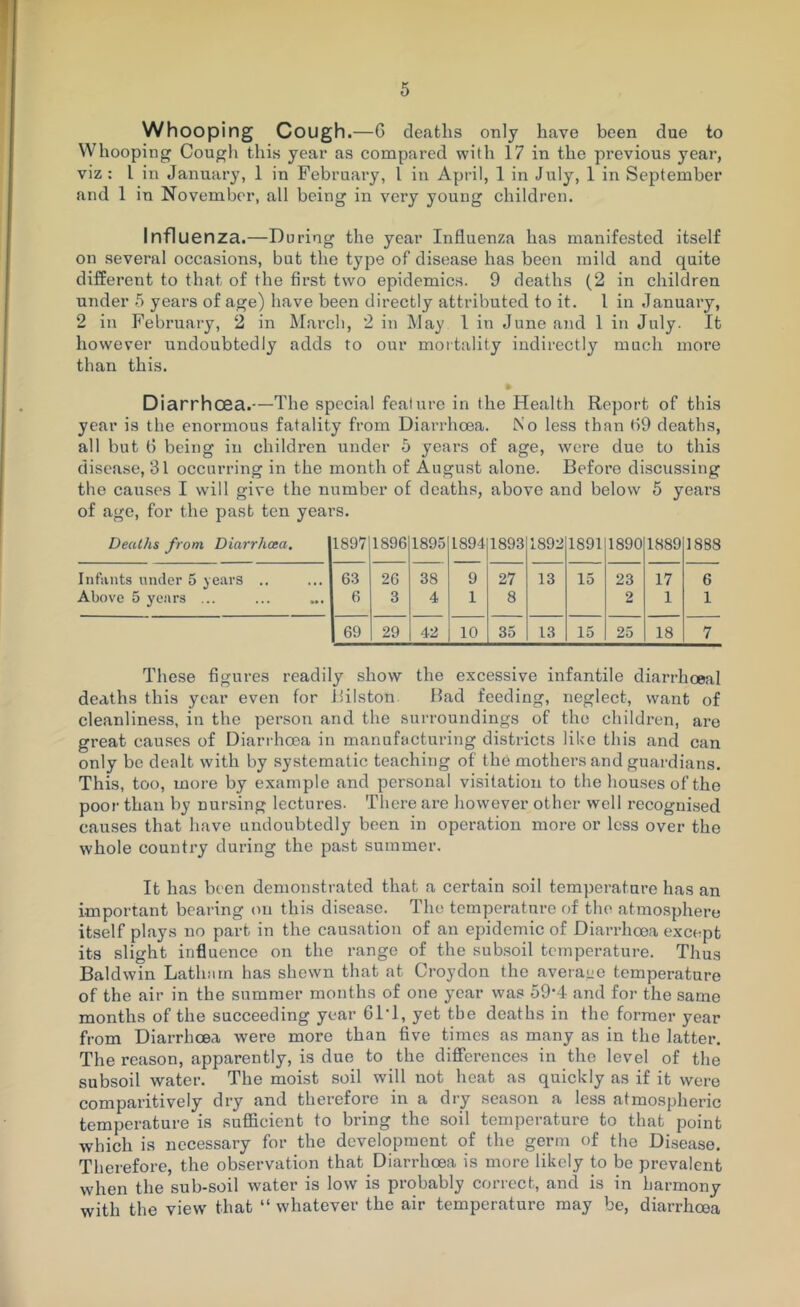 5
Whooping Cough.—6 deaths only have been due to
Whooping Cough this year as compared with 17 in the previous year,
viz : 1 in January, 1 in February, 1 in April, 1 in July, 1 in September
and 1 in November, all being in very young children.
Influenza.—During the year Influenza has manifested itself
on several occasions, but the type of disease has been mild and quite
different to that of the first two epidemics. 9 deaths (2 in children
under 5 years of age) have been directly attributed to it. 1 in January,
2 in February, 2 in March, 2 in May 1 in June and 1 in July. It
however undoubtedly adds to our mortality indirectly much more
than this.
Diarrhœa.—The special feature in the Health Report of this
year is the enormous fatality from Diarrhœa. No less than 69 deaths,
all but 6 being in children under 5 years of age, were due to this
disease, 31 occurring in the month of August alone. Before discussing
the causes I will give the number of deaths, above and below 5 years
of age, for the past ten years.
Deaths from Diarrhœa. 1897 1896 1895 1894 1893 1892 1891 1890 1889 1888
Infants under 5 years .. ... 63 26 38 9 27 13 15 23 17 6
Above 5 years ... ... ... 6 3 4 1 8 2 1 1
69 29 42 10 35 13 15 25 18 7
These figures readily show the excessive infantile diarrhœal
deaths this year even for Bilston. Bad feeding, neglect, want of
cleanliness, in the person and the surroundings of the children, are
great causes of Diarrhœa in manufacturing districts like this and can
only be dealt with by systematic teaching of the mothers and guardians.
This, too, more by example and personal visitation to the houses of the
poor than by nursing lectures. There are however other well recognised
causes that have undoubtedly been in operation more or less over the
whole country during the past summer.
It has been demonstrated that a certain soil temperature has an
important bearing on this disease. The temperature of the atmosphere
itself plays no part in the causation of an epidemic of Diarrhœa except
its slight influence on the range of the subsoil temperature. Thus
Baldwin Latham has shewn that at Croydon the average temperature
of the air in the summer months of one year was 59·4 and for the same
months of the succeeding year 61·1, yet the deaths in the former year
from Diarrhœa were more than five times as many as in the latter.
The reason, apparently, is due to the differences in the level of the
subsoil water. The moist soil will not heat as quickly as if it were
comparitively dry and therefore in a dry season a less atmospheric
temperature is sufficient to bring the soil temperature to that point
which is necessary for the development of the germ of the Disease.
Therefore, the observation that Diarrhœa is more likely to be prevalent
when the sub-soil water is low is probably correct, and is in harmony
with the view that “ whatever the air temperature may be, diarrhœa